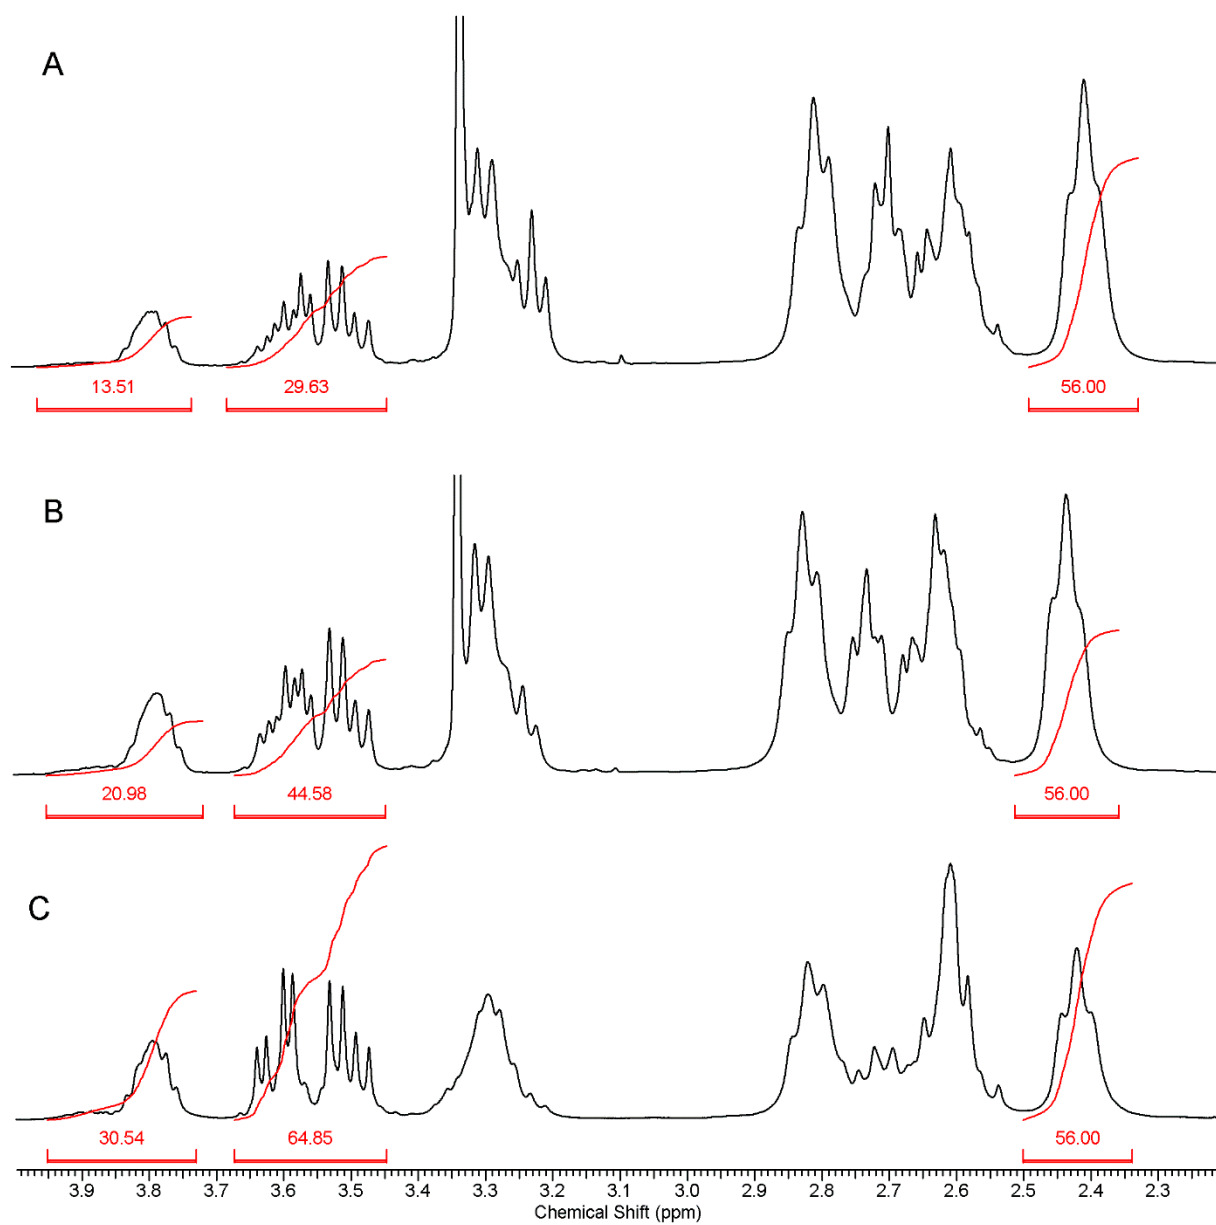 A
13.51 29.63 56.00
B
20.98 44.58 56.00
C
30.54 64.85 56.00
3.9 3.8 3.7 3.6 3.5 3.4 3.3 3.2 3.1 3.0 2.9 2.8 2.7 2.6 2.5 2.4 2.3
Chemical Shift (ppm)